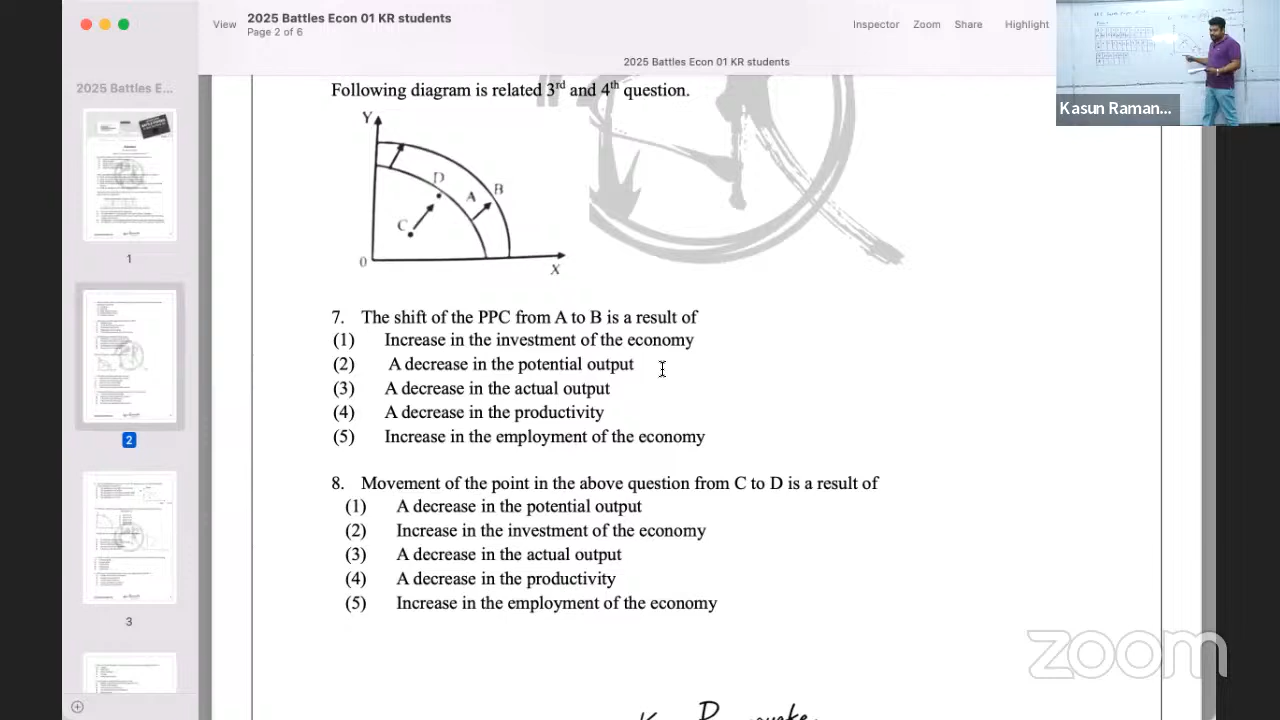 View
2025 Battles Econ 01 KR students
Page 2 of 6
Inspector
Zoom
Share
Highlight
2025 Battles Econ 01 KR students
2025 Battles E...
1
2
3
Kasun Raman...
Following diagram is related 3rd and 4th question.
Y
D
B
A
C
0
X
7. The shift of the PPC from A to B is a result of
(1) Increase in the investment of the economy
(2) A decrease in the potential output
(3) A decrease in the actual output
(4) A decrease in the productivity
(5) Increase in the employment of the economy
8. Movement of the point in the above question from C to D is a result of
(1) A decrease in the potential output
(2) Increase in the investment of the economy
(3) A decrease in the actual output
(4) A decrease in the productivity
(5) Increase in the employment of the economy
zoom